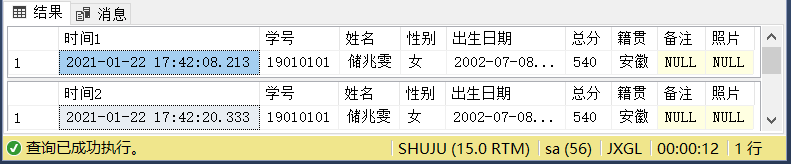 结果 消息
时间1 学号 姓名 性别 出生日期 总分 籍贯 备注 照片
1 2021-01-22 17:42:08.213 19010101 储兆雯 女 2002-07-08... 540 安徽 NULL NULL
时间2 学号 姓名 性别 出生日期 总分 籍贯 备注 照片
1 2021-01-22 17:42:20.333 19010101 储兆雯 女 2002-07-08... 540 安徽 NULL NULL
查询已成功执行。 SHUJU (15.0 RTM) sa (56) JXGL 00:00:12 1 行